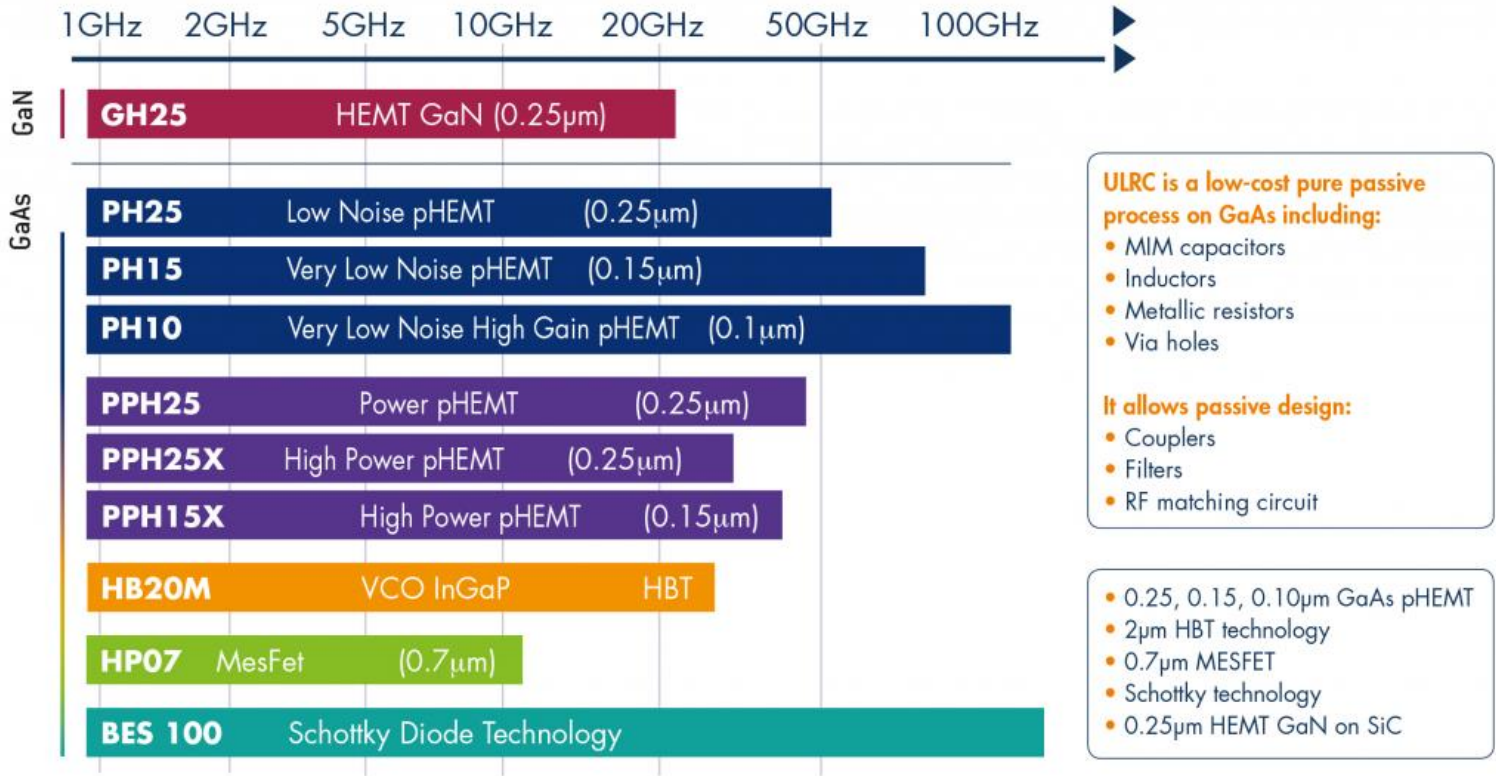 1GHz 2GHz 5GHz 10GHz 20GHz 50GHz 100GHz
GaN
GH25 HEMT GaN (0.25µm)
GaAs
PH25 Low Noise pHEMT (0.25µm)
PH15 Very Low Noise pHEMT (0.15µm)
PH10 Very Low Noise High Gain pHEMT (0.1µm)
PPH25 Power pHEMT (0.25µm)
PPH25X High Power pHEMT (0.25µm)
PPH15X High Power pHEMT (0.15µm)
HB20M VCO InGaP HBT
HP07 MesFet (0.7µm)
BES 100 Schottky Diode Technology
ULRC is a low-cost pure passive
process on GaAs including:
• MIM capacitors
• Inductors
• Metallic resistors
• Via holes
It allows passive design:
• Couplers
• Filters
• RF matching circuit
• 0.25, 0.15, 0.10µm GaAs pHEMT
• 2µm HBT technology
• 0.7µm MESFET
• Schottky technology
• 0.25µm HEMT GaN on SiC